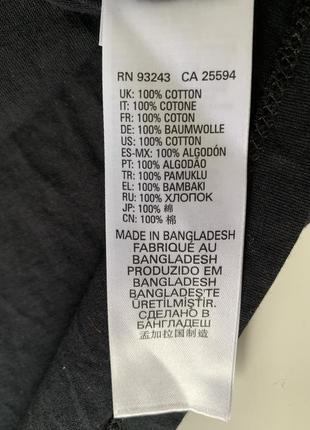 RN 93243 CA 25594
UK: 100% COTTON
IT: 100% COTONE
FR: 100% COTON
DE: 100% BAUMWOLLE
US: 100% COTTON
ES-MX: 100% ALGODÓN
PT: 100% ALGODÃO
TR: 100% PAMUKLU
EL: 100% BAMBAKI
RU: 100% ХЛОПОК
JP: 100% 綿
CN: 100% 棉
MADE IN BANGLADESH
FABRIQUÉ AU
BANGLADESH
PRODUZIDO EM
BANGLADESH
BANGLADEŞ'TE
ÜRETİLMİŞTİR
СДЕЛАНО В
БАНГЛАДЕШ
孟加拉国制造